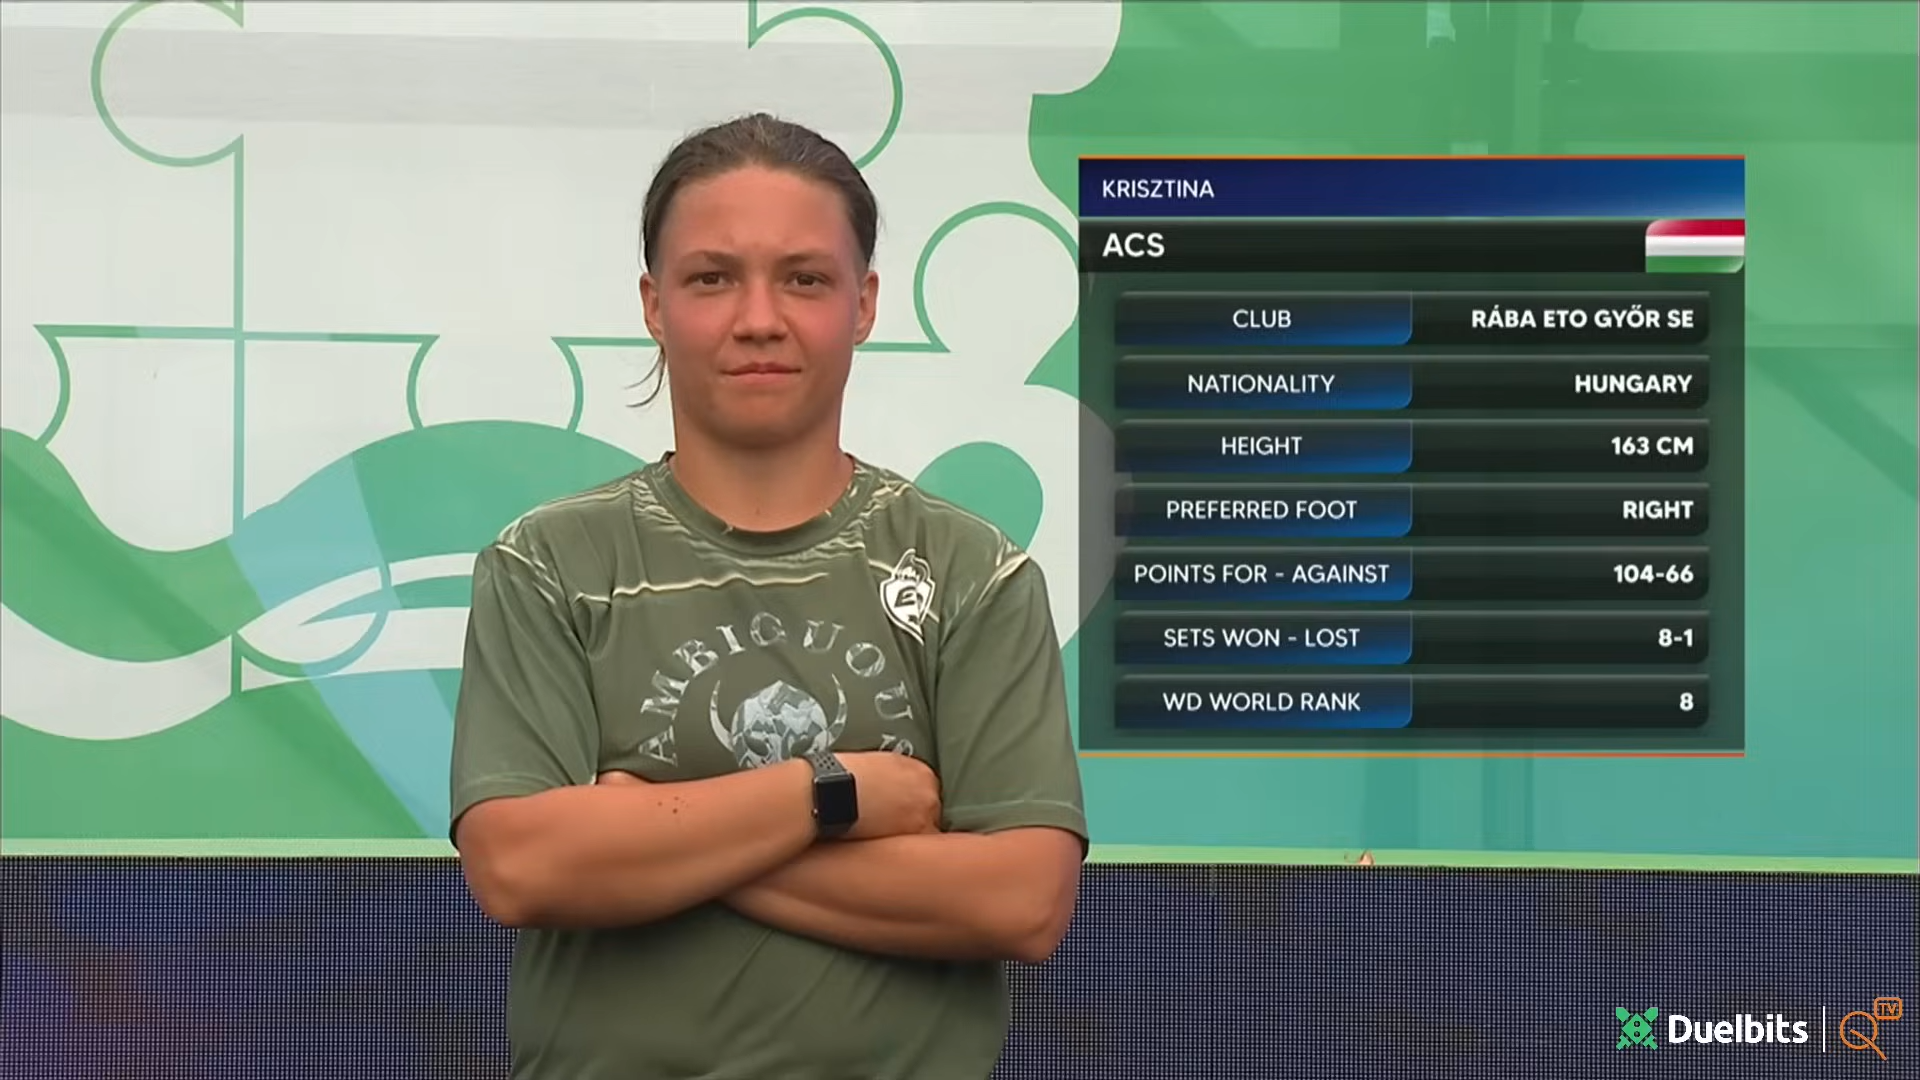 KRISZTINA
ACS
CLUB RÁBA ETO GYŐR SE
NATIONALITY HUNGARY
HEIGHT 163 CM
PREFERRED FOOT RIGHT
POINTS FOR - AGAINST 104-66
SETS WON - LOST 8-1
WD WORLD RANK 8
E
AMBIGUOUS
Duelbits
TV